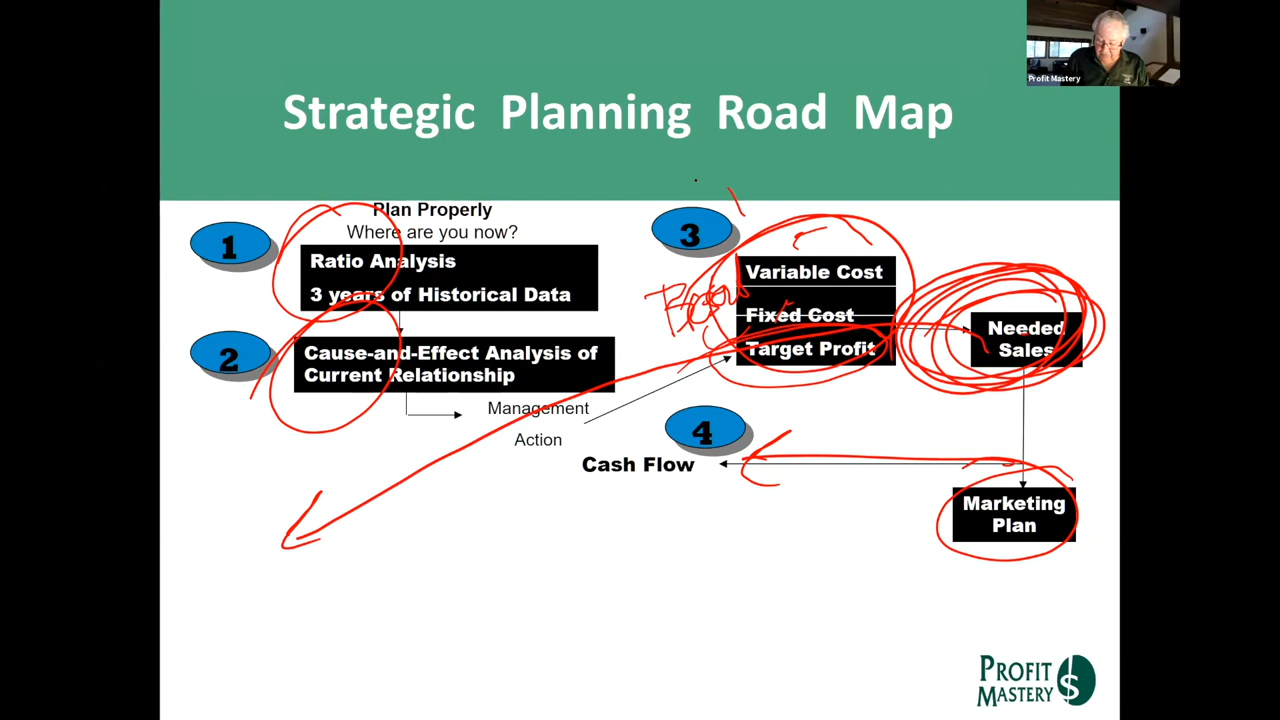 Profit Mastery
Strategic Planning Road Map
1
Plan Properly
Where are you now?
Ratio Analysis
3 years of Historical Data
2
Cause-and-Effect Analysis of
Current Relationship
Management
Action
3
Variable Cost
Fixed Cost
Target Profit
Needed
Sales
4
Cash Flow
Marketing
Plan
PROFIT
MASTERY